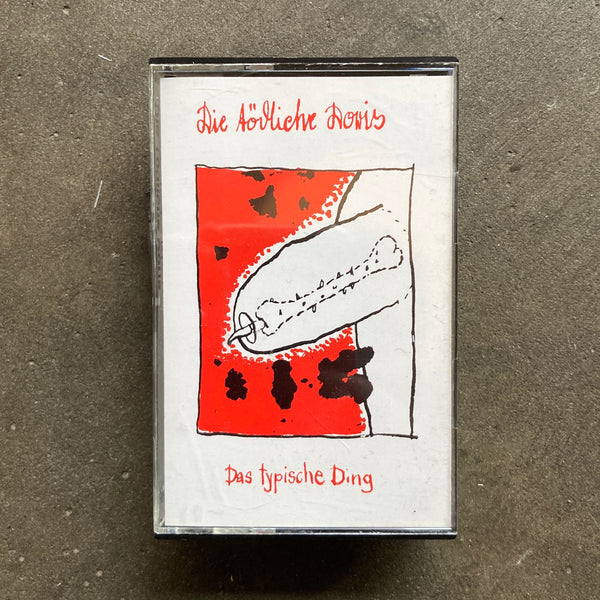 Die tödliche Doris
Das typische Ding